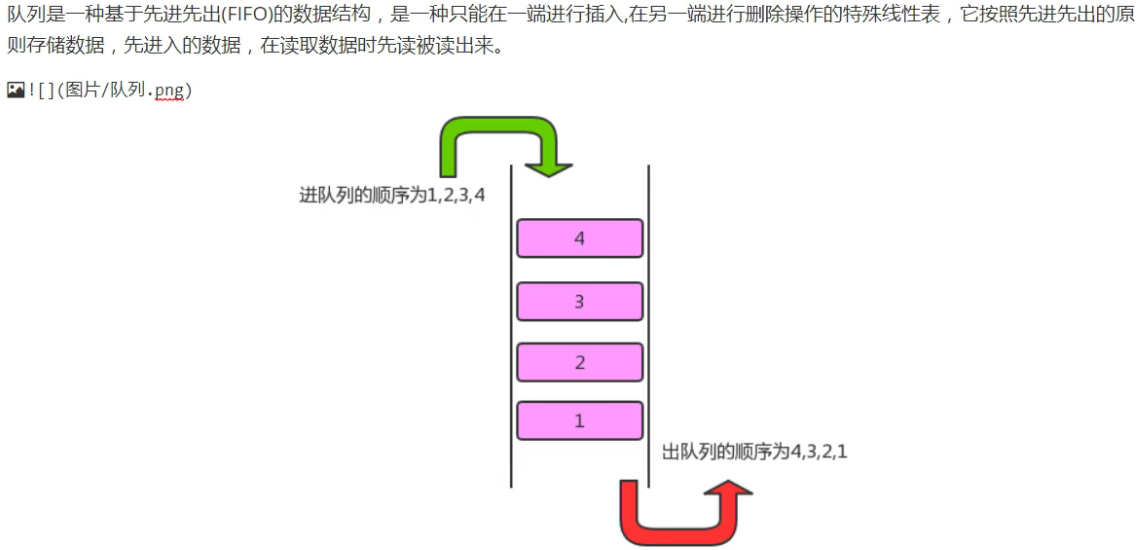 队列是一种基于先进先出(FIFO)的数据结构，是一种只能在一端进行插入,在另一端进行删除操作的特殊线性表，它按照先进先出的原
则存储数据，先进入的数据，在读取数据时先读被读出来。
![](图片/队列.png)
进队列的顺序为1,2,3,4
4
3
2
1
出队列的顺序为4,3,2,1